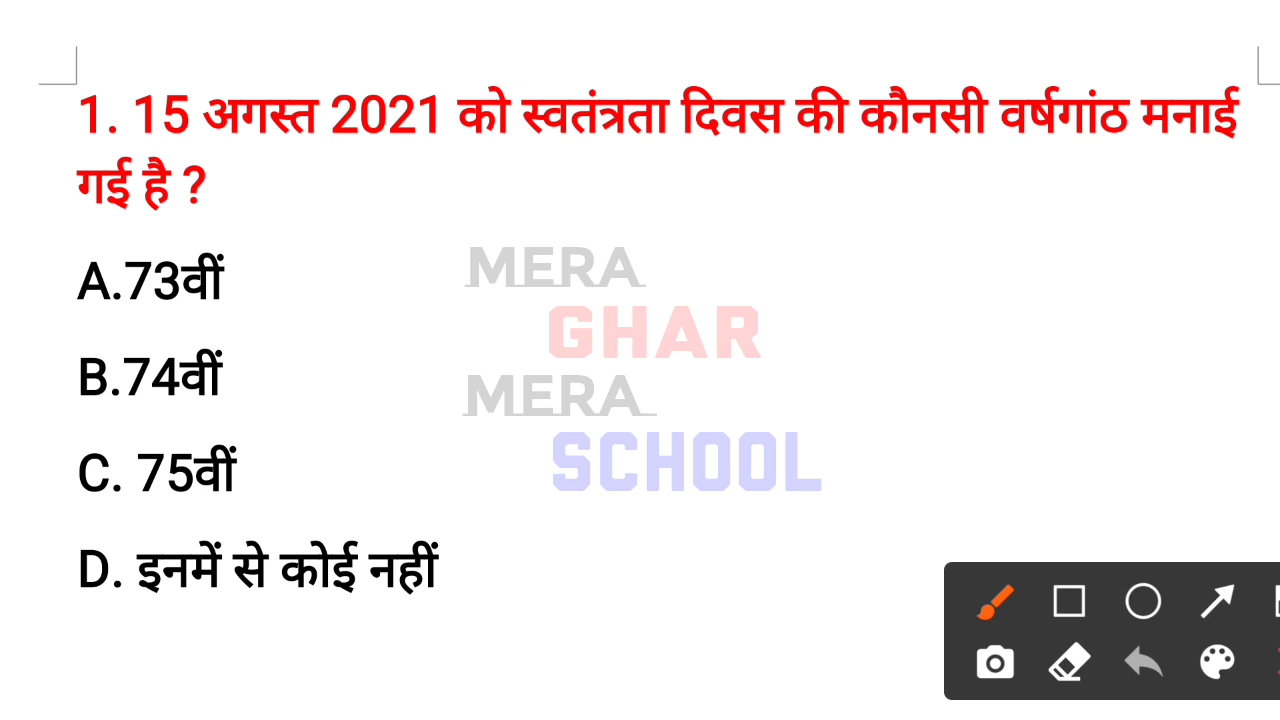 1. 15 अगस्त 2021 को स्वतंत्रता दिवस की कौनसी वर्षगांठ मनाई
गई है ?
A.73वीं
MERA
GHAR
B.74वीं
MERA
C. 75वीं
SCHOOL
D. इनमें से कोई नहीं